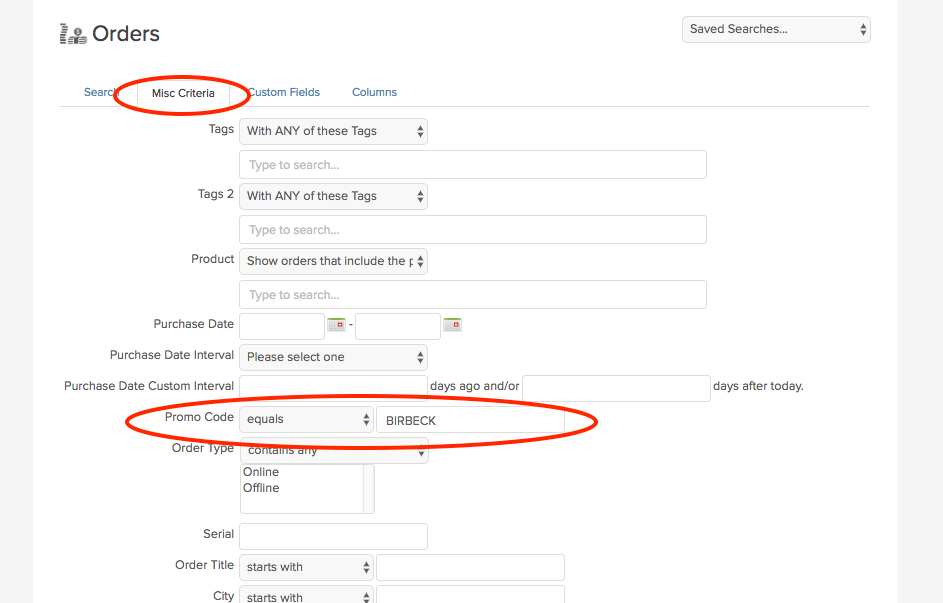 Orders
Saved Searches...
Search Misc Criteria Custom Fields Columns
Tags With ANY of these Tags
Type to search...
Tags 2 With ANY of these Tags
Type to search...
Product Show orders that include the p
Type to search...
Purchase Date -
Purchase Date Interval Please select one
Purchase Date Custom Interval days ago and/or days after today.
Promo Code equals BIRBECK
Order Type contains any
Online
Offline
Serial
Order Title starts with
City starts with